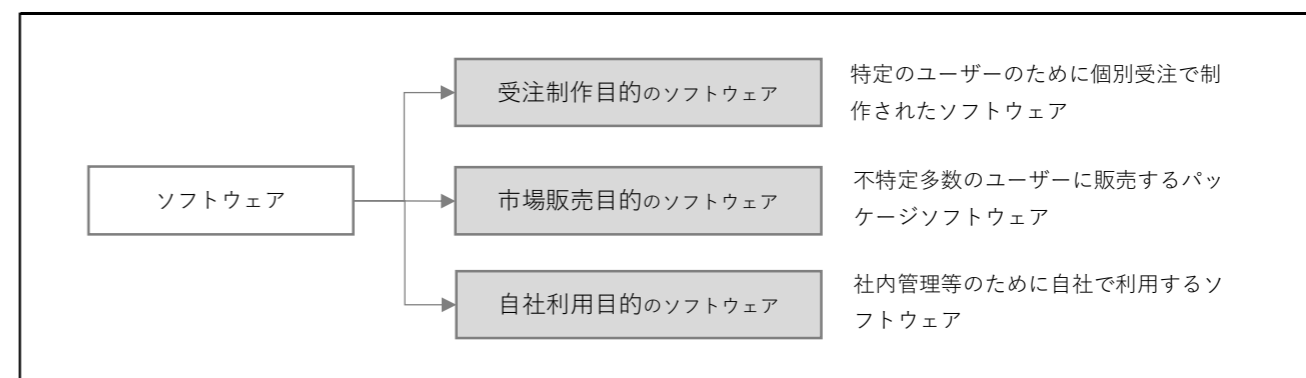 受注制作目的のソフトウェア
特定のユーザーのために個別受注で制
作されたソフトウェア
ソフトウェア
市場販売目的のソフトウェア
不特定多数のユーザーに販売するパッ
ケージソフトウェア
自社利用目的のソフトウェア
社内管理等のために自社で利用するソ
フトウェア